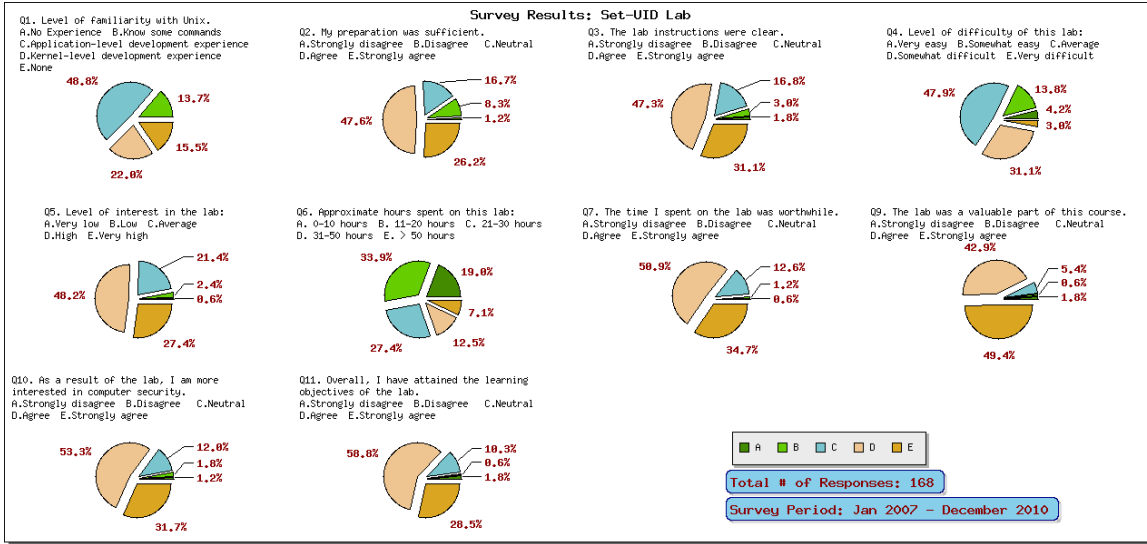 Survey Results: Set-UID Lab
Q1. Level of familiarity with Unix.
A.No Experience B.Know some commands
C.Application-level development experience
D.Kernel-level development experience
E.None
48.8%
13.7%
15.5%
22.0%
Q2. My preparation was sufficient.
A.Strongly disagree B.Disagree C.Neutral
D.Agree E.Strongly agree
16.7%
8.3%
1.2%
47.6%
26.2%
Q3. The lab instructions were clear.
A.Strongly disagree B.Disagree C.Neutral
D.Agree E.Strongly agree
16.8%
47.3%
3.0%
1.8%
31.1%
Q4. Level of difficulty of this lab:
A.Very easy B.Somewhat easy C.Average
D.Somewhat difficult E.Very difficult
47.9%
13.8%
4.2%
3.0%
31.1%
Q5. Level of interest in the lab:
A.Very low B.Low C.Average
D.High E.Very high
21.4%
2.4%
48.2%
0.6%
27.4%
Q6. Approximate hours spent on this lab:
A. 0-10 hours B. 11-20 hours C. 21-30 hours
D. 31-50 hours E. > 50 hours
33.9%
19.0%
7.1%
12.5%
27.4%
Q7. The time I spent on the lab was worthwhile.
A.Strongly disagree B.Disagree C.Neutral
D.Agree E.Strongly agree
50.9%
12.6%
1.2%
0.6%
34.7%
Q9. The lab was a valuable part of this course.
A.Strongly disagree B.Disagree C.Neutral
D.Agree E.Strongly agree
42.9%
5.4%
0.6%
1.8%
49.4%
Q10. As a result of the lab, I am more
interested in computer security.
A.Strongly disagree B.Disagree C.Neutral
D.Agree E.Strongly agree
53.3%
12.0%
1.8%
1.2%
31.7%
Q11. Overall, I have attained the learning
objectives of the lab.
A.Strongly disagree B.Disagree C.Neutral
D.Agree E.Strongly agree
58.8%
10.3%
0.6%
1.8%
28.5%
A B C D E
Total # of Responses: 168
Survey Period: Jan 2007 - December 2010